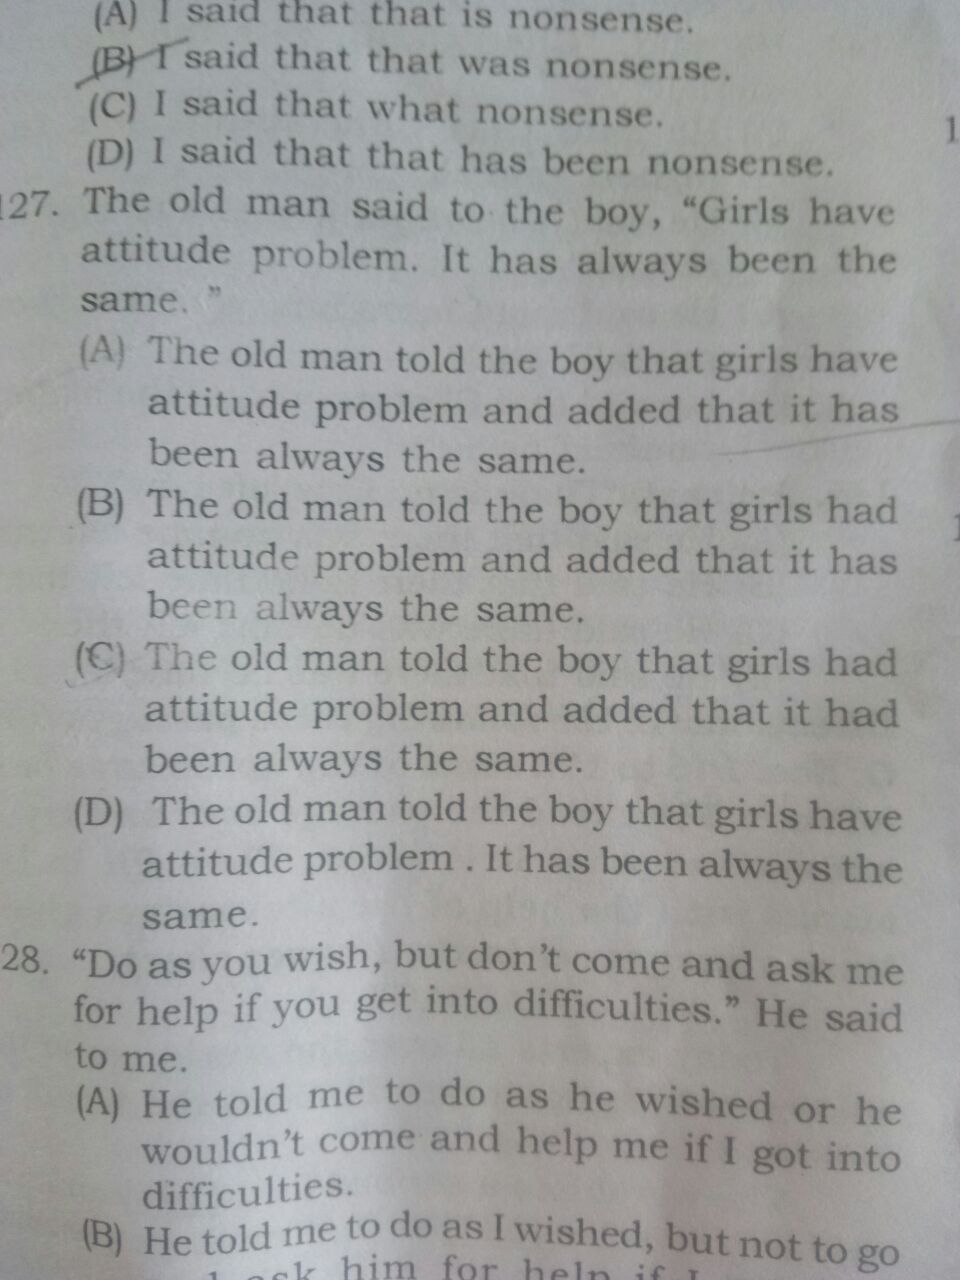 (A) I said that that is nonsense.
(B) I said that that was nonsense.
(C) I said that what nonsense.
(D) I said that that has been nonsense.
127. The old man said to the boy, “Girls have
attitude problem. It has always been the
same. ”
(A) The old man told the boy that girls have
attitude problem and added that it has
been always the same.
(B) The old man told the boy that girls had
attitude problem and added that it has
been always the same.
(C) The old man told the boy that girls had
attitude problem and added that it had
been always the same.
(D) The old man told the boy that girls have
attitude problem . It has been always the
same.
28. “Do as you wish, but don’t come and ask me
for help if you get into difficulties.” He said
to me.
(A) He told me to do as he wished or he
wouldn’t come and help me if I got into
difficulties.
(B) He told me to do as I wished, but not to go
ask him for help if I